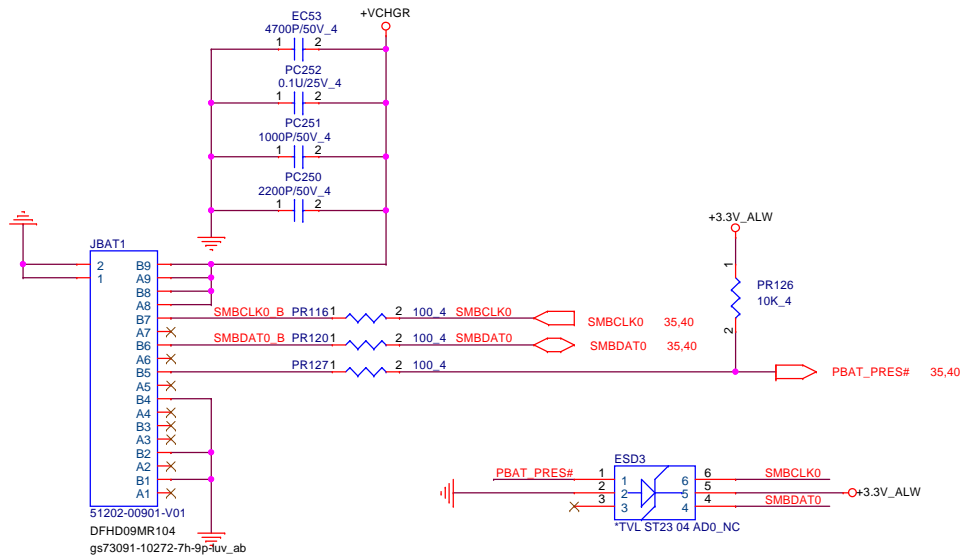 EC53
4700P/50V_4
+VCHGR
1 2
PC252
0.1U/25V_4
1 2
PC251
1000P/50V_4
1 2
PC250
2200P/50V_4
1 2
+3.3V_ALW
JBAT1
2
1
B9
A9
B8
A8
B7
A7
B6
A6
B5
A5
B4
A4
B3
A3
B2
A2
B1
A1
51202-00901-V01
DFHD09MR104
gs73091-10272-7h-9p-luv_ab
SMBCLK0_B PR116 1 2 100_4 SMBCLK0
SMBCLK0 35,40
SMBDAT0_B PR120 1 2 100_4 SMBDAT0
SMBDAT0 35,40
PR127 1 2 100_4
PBAT_PRES# 35,40
1
PR126
10K_4
2
ESD3
PBAT_PRES# 1 1 6 6 SMBCLK0
2 2 5 5 +3.3V_ALW
3 3 4 4 SMBDAT0
*TVL ST23 04 AD0_NC